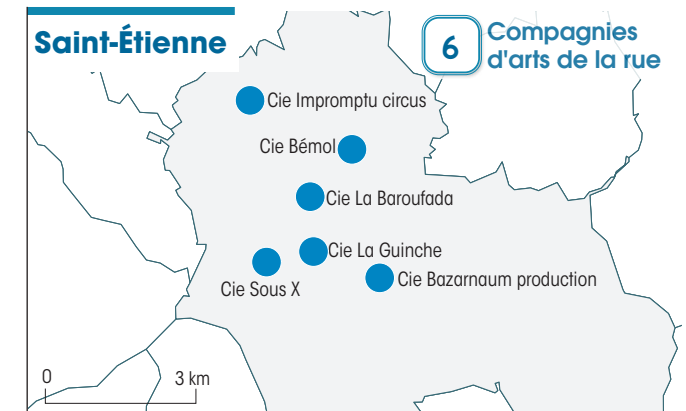 Saint-Étienne
6
Compagnies
d'arts de la rue
Cie Impromptu circus
Cie Bémol
Cie La Baroufada
Cie La Guinche
Cie Sous X
Cie Bazarnaum production
0
3 km